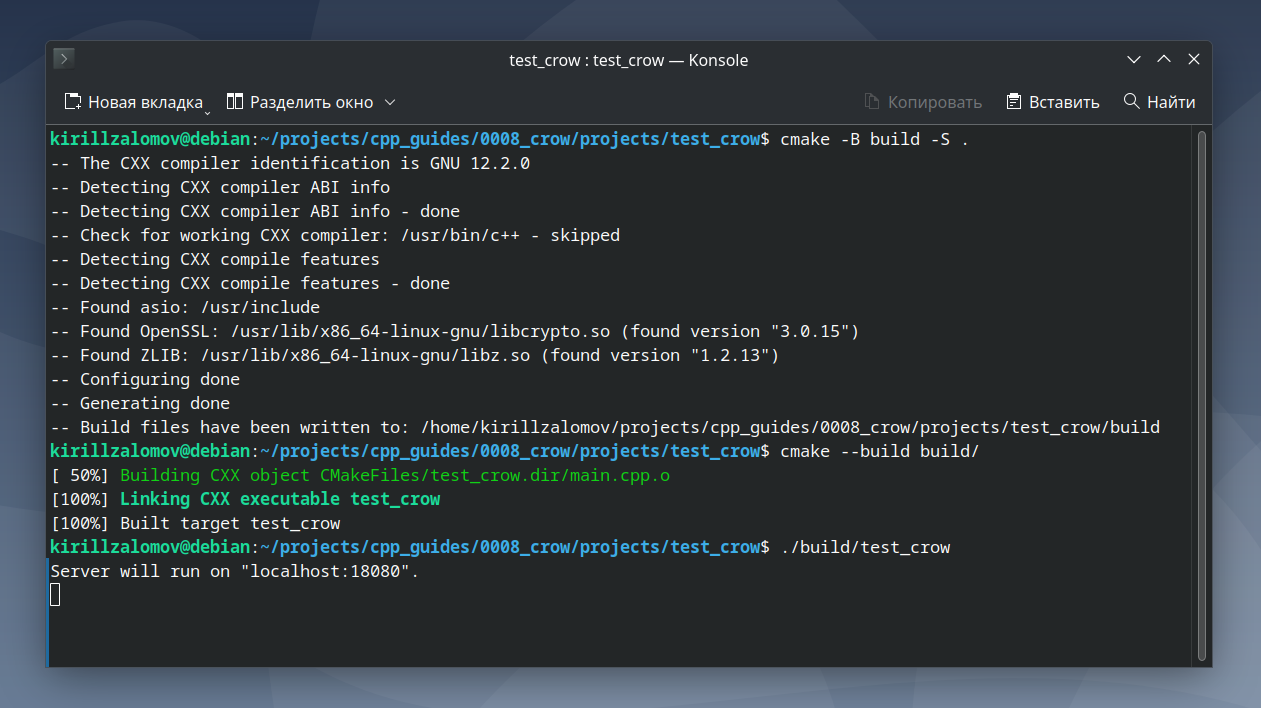 test_crow : test_crow — Konsole
Новая вкладка Разделить окно Копировать Вставить Найти
kirillzalomov@debian:~/projects/cpp_guides/0008_crow/projects/test_crow$ cmake -B build -S .
-- The CXX compiler identification is GNU 12.2.0
-- Detecting CXX compiler ABI info
-- Detecting CXX compiler ABI info - done
-- Check for working CXX compiler: /usr/bin/c++ - skipped
-- Detecting CXX compile features
-- Detecting CXX compile features - done
-- Found asio: /usr/include
-- Found OpenSSL: /usr/lib/x86_64-linux-gnu/libcrypto.so (found version "3.0.15")
-- Found ZLIB: /usr/lib/x86_64-linux-gnu/libz.so (found version "1.2.13")
-- Configuring done
-- Generating done
-- Build files have been written to: /home/kirillzalomov/projects/cpp_guides/0008_crow/projects/test_crow/build
kirillzalomov@debian:~/projects/cpp_guides/0008_crow/projects/test_crow$ cmake --build build/
[ 50%] Building CXX object CMakeFiles/test_crow.dir/main.cpp.o
[100%] Linking CXX executable test_crow
[100%] Built target test_crow
kirillzalomov@debian:~/projects/cpp_guides/0008_crow/projects/test_crow$ ./build/test_crow
Server will run on "localhost:18080".